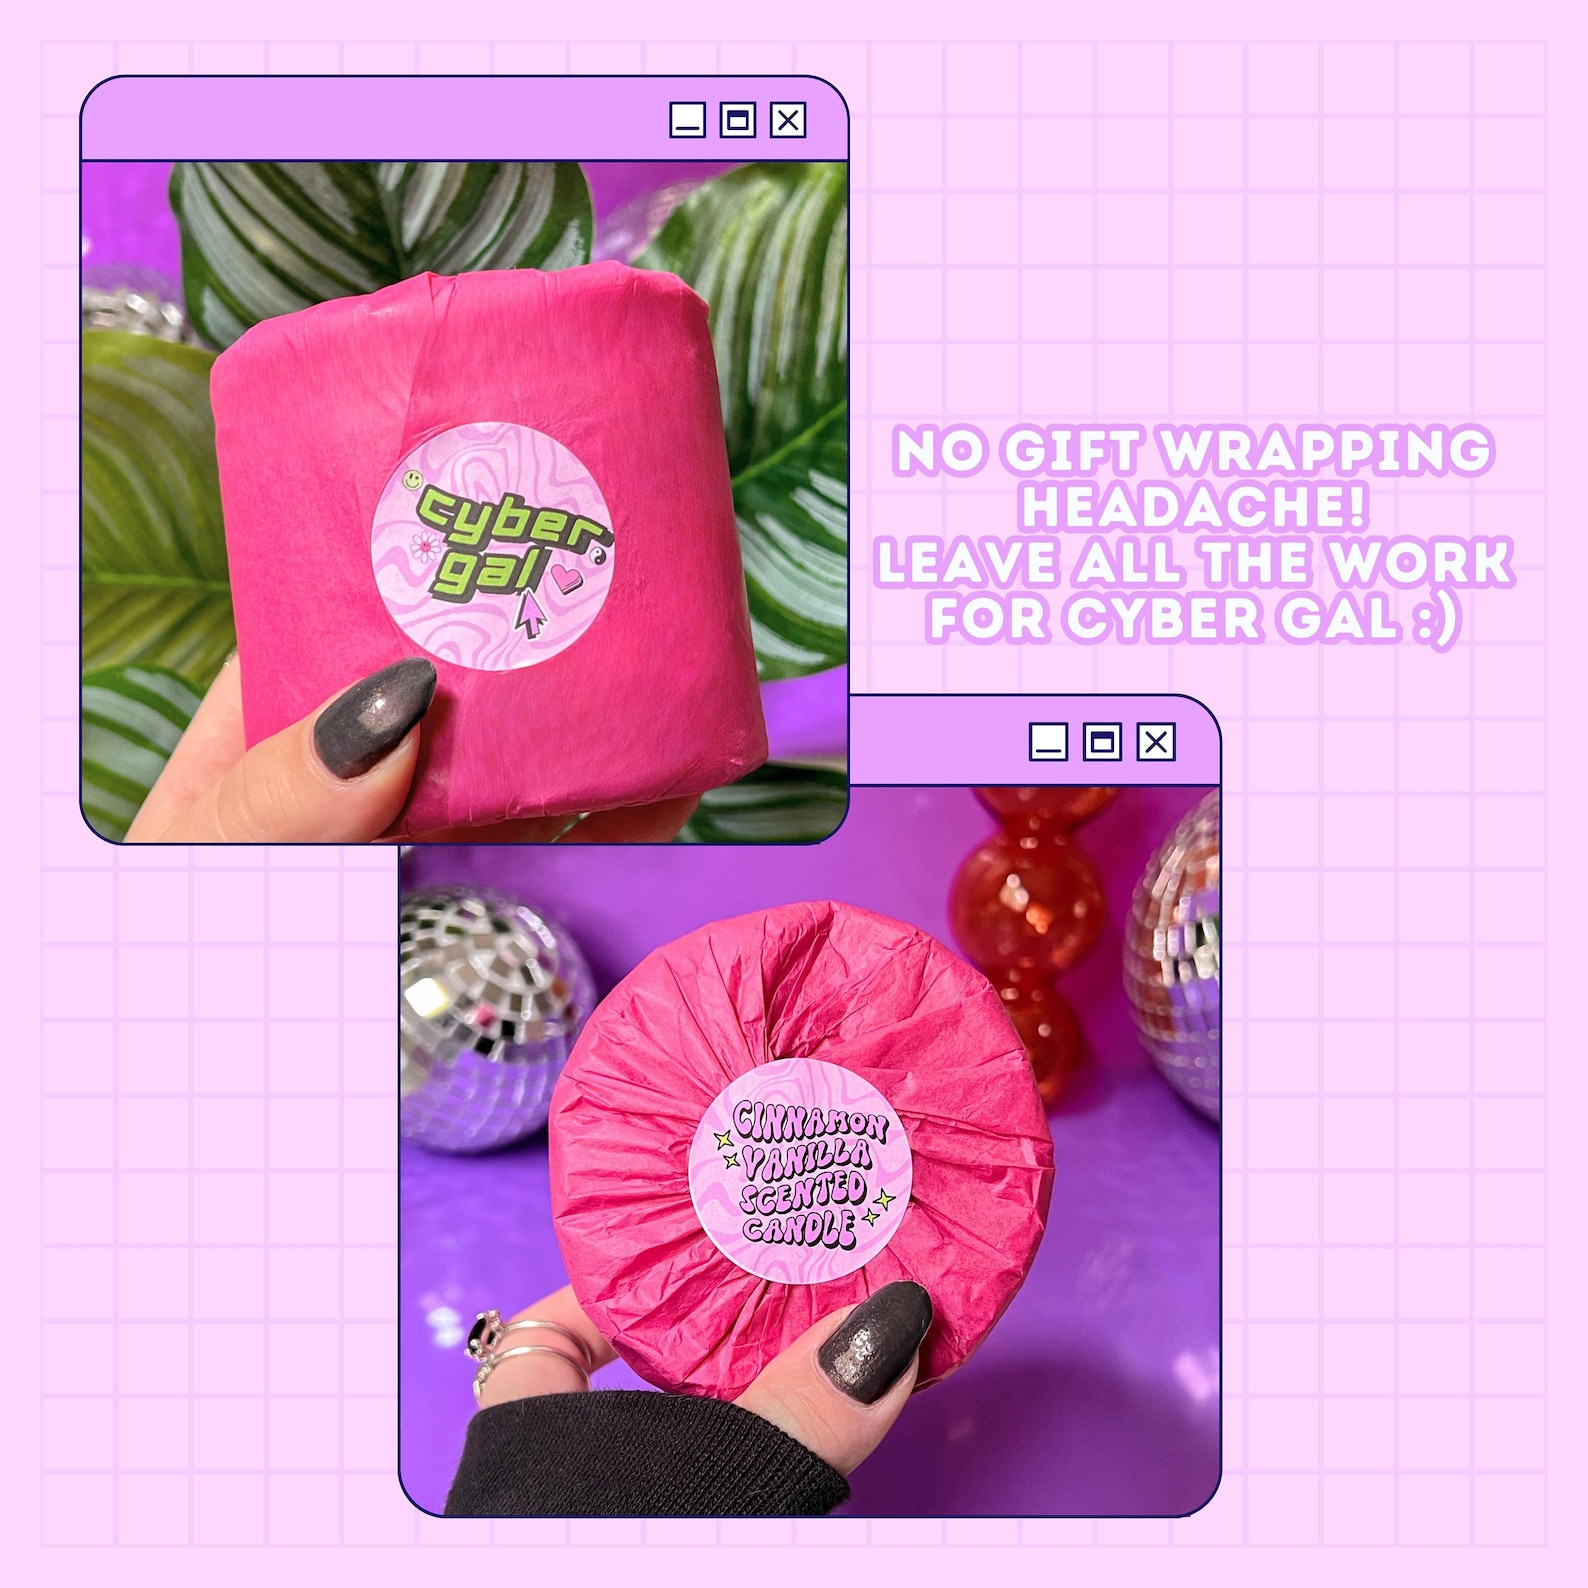 cyber
gal
NO GIFT WRAPPING
HEADACHE!
LEAVE ALL THE WORK
FOR CYBER GAL :)
CINNAMON
VANILLA
SCENTED
CANDLE